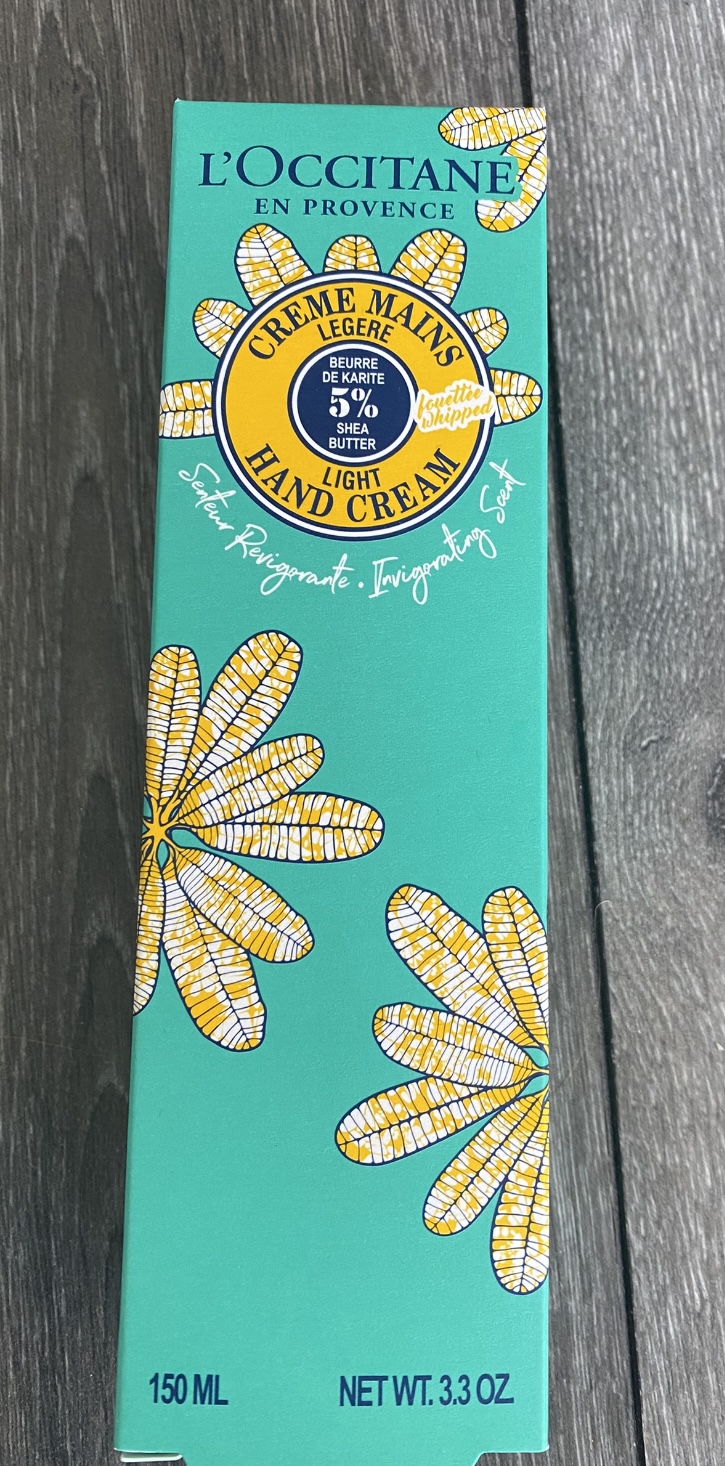 L'OCCITANE
EN PROVENCE
CREME MAINS
LEGERE
BEURRE
DE KARITE
5%
SHEA
BUTTER
fouettée
whipped
LIGHT
HAND CREAM
Senteur Revigorante . Invigorating Scent
150 ML
NET WT. 3.3 OZ.